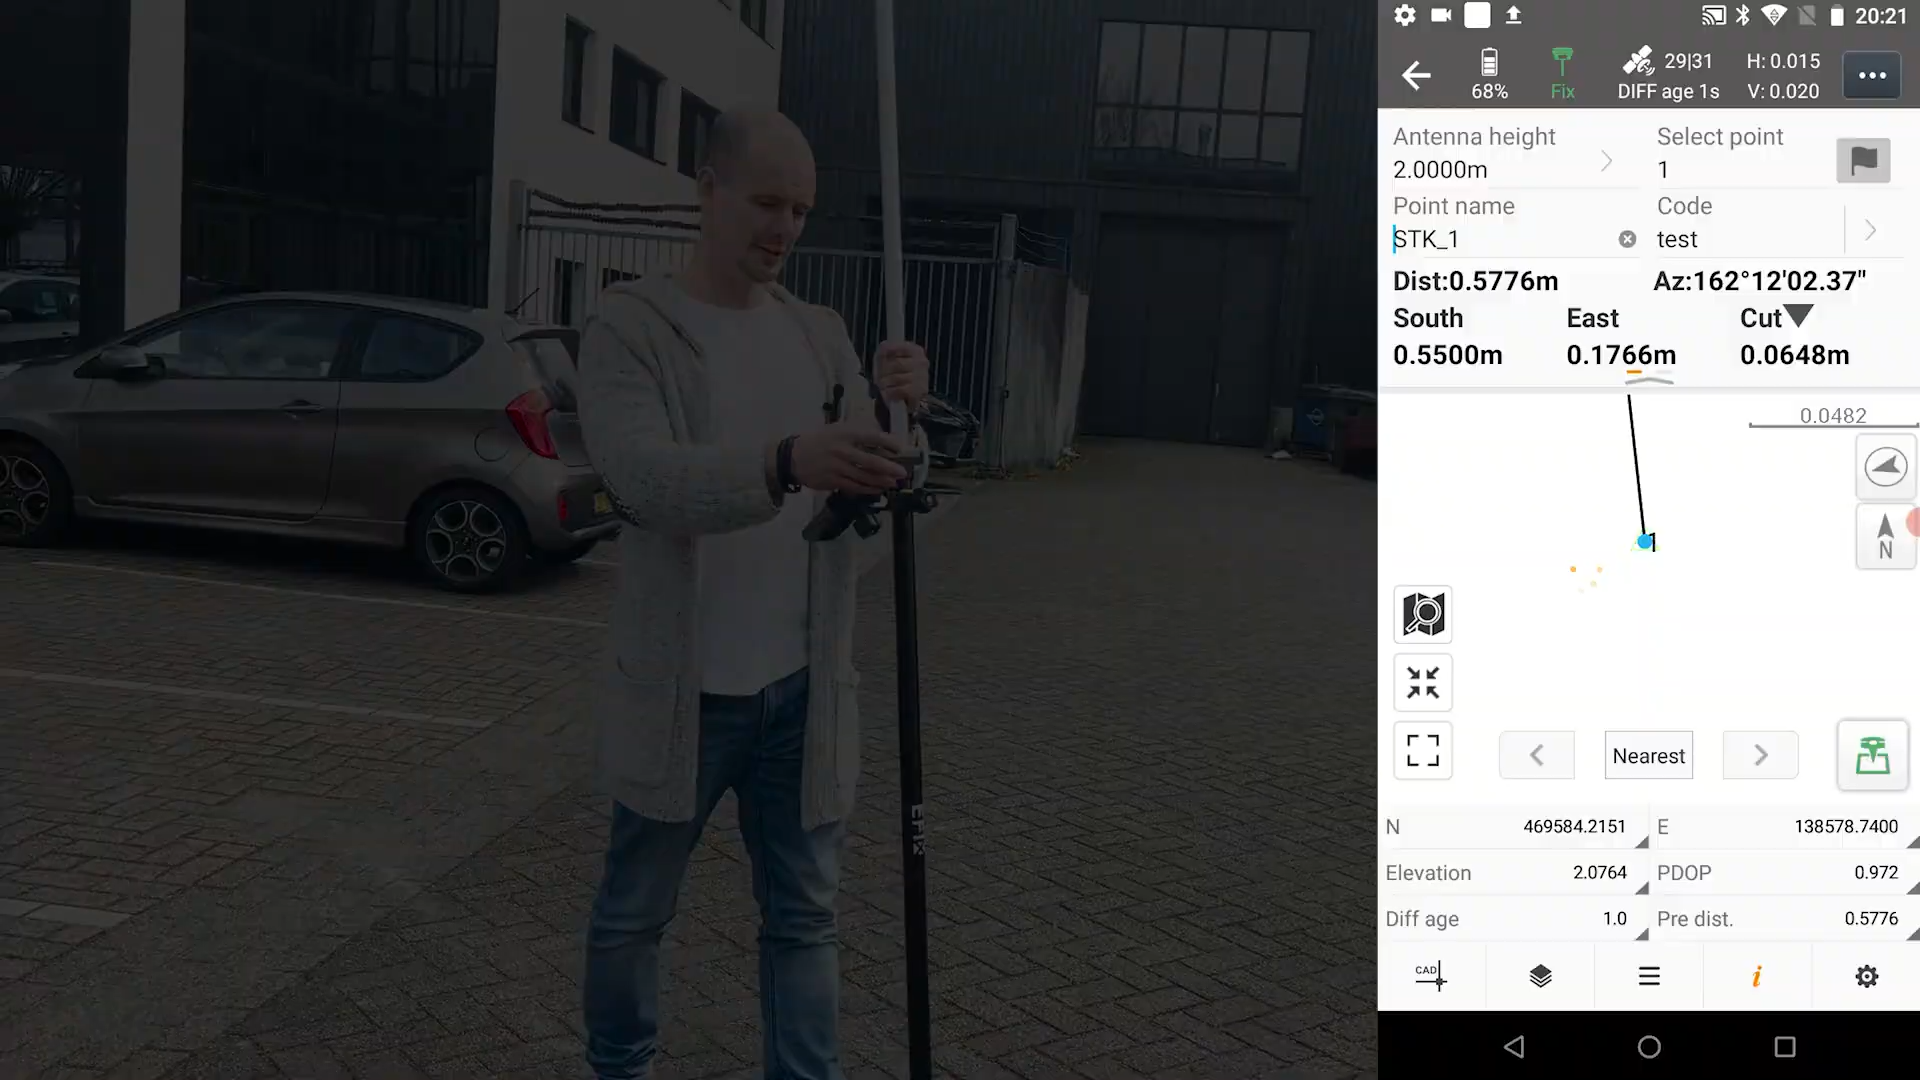 20:21
68%
Fix
29|31
DIFF age 1s
H: 0.015
V: 0.020
Antenna height
2.0000m
Select point
1
Point name
STK_1
Code
test
Dist:0.5776m
Az:162°12'02.37"
South
0.5500m
East
0.1766m
Cut
0.0648m
0.0482
1
N
Nearest
N 469584.2151
E 138578.7400
Elevation 2.0764
PDOP 0.972
Diff age 1.0
Pre dist. 0.5776
CAD
i
EFIX